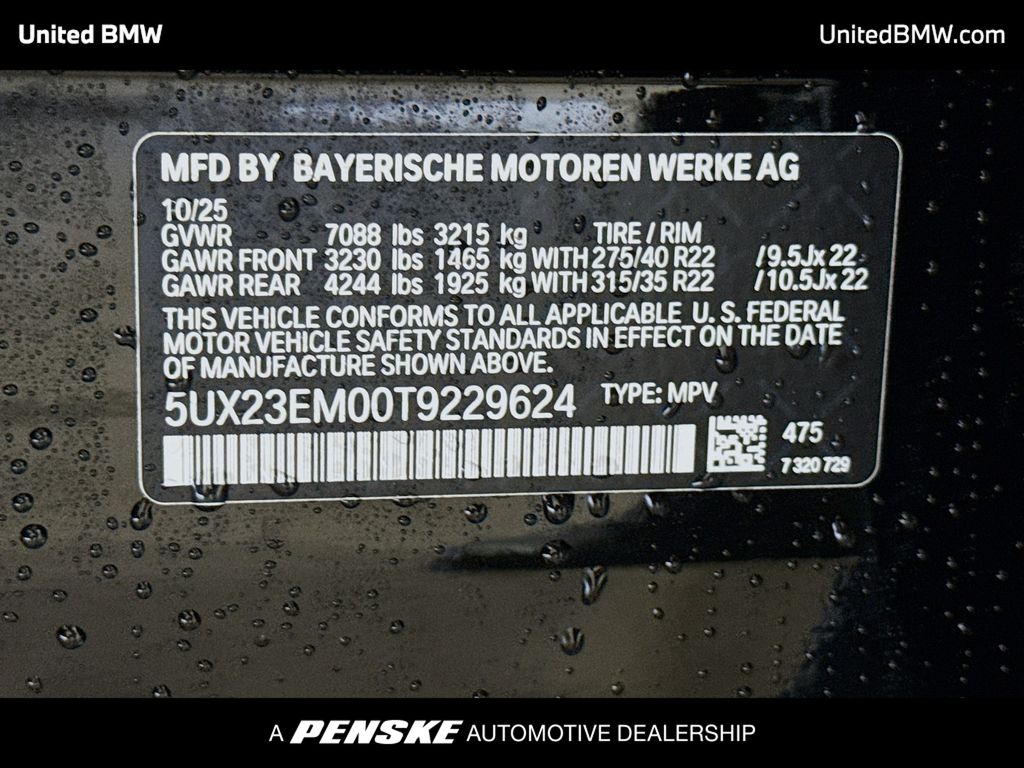 United BMW
UnitedBMW.com
MFD BY BAYERISCHE MOTOREN WERKE AG
10/25
GVWR 7088 lbs 3215 kg TIRE / RIM
GAWR FRONT 3230 lbs 1465 kg WITH 275/40 R22 / 9.5Jx 22
GAWR REAR 4244 lbs 1925 kg WITH 315/35 R22 / 10.5Jx 22
THIS VEHICLE CONFORMS TO ALL APPLICABLE U. S. FEDERAL
MOTOR VEHICLE SAFETY STANDARDS IN EFFECT ON THE DATE
OF MANUFACTURE SHOWN ABOVE.
5UX23EM00T9229624 TYPE: MPV
475
7 320 729
A PENSKE AUTOMOTIVE DEALERSHIP